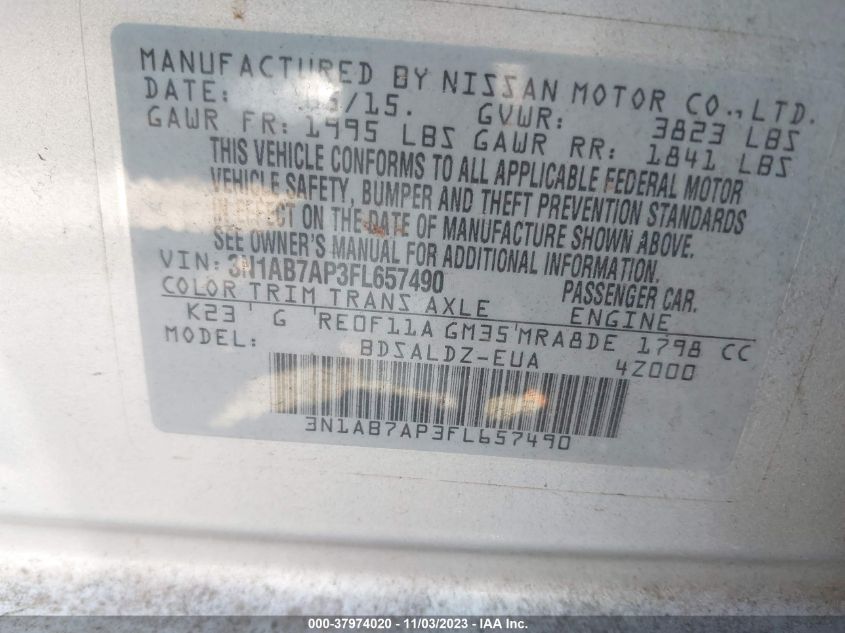 MANUFACTURED BY NISSAN MOTOR CO., LTD.
DATE: /15. GVWR: 3823 LBS
GAWR FR: 1995 LBS GAWR RR: 1841 LBS
THIS VEHICLE CONFORMS TO ALL APPLICABLE FEDERAL MOTOR
VEHICLE SAFETY, BUMPER AND THEFT PREVENTION STANDARDS
IN EFFECT ON THE DATE OF MANUFACTURE SHOWN ABOVE.
SEE OWNER'S MANUAL FOR ADDITIONAL INFORMATION.
VIN: 3N1AB7AP3FL657490 PASSENGER CAR.
COLOR TRIM TRANS AXLE ENGINE
K23 G RE0F11A GM35 MRA8DE 1798 CC
MODEL: BDSALDZ-EUA 4Z000
3N1AB7AP3FL657490
000-37974020 - 11/03/2023 - IAA Inc.